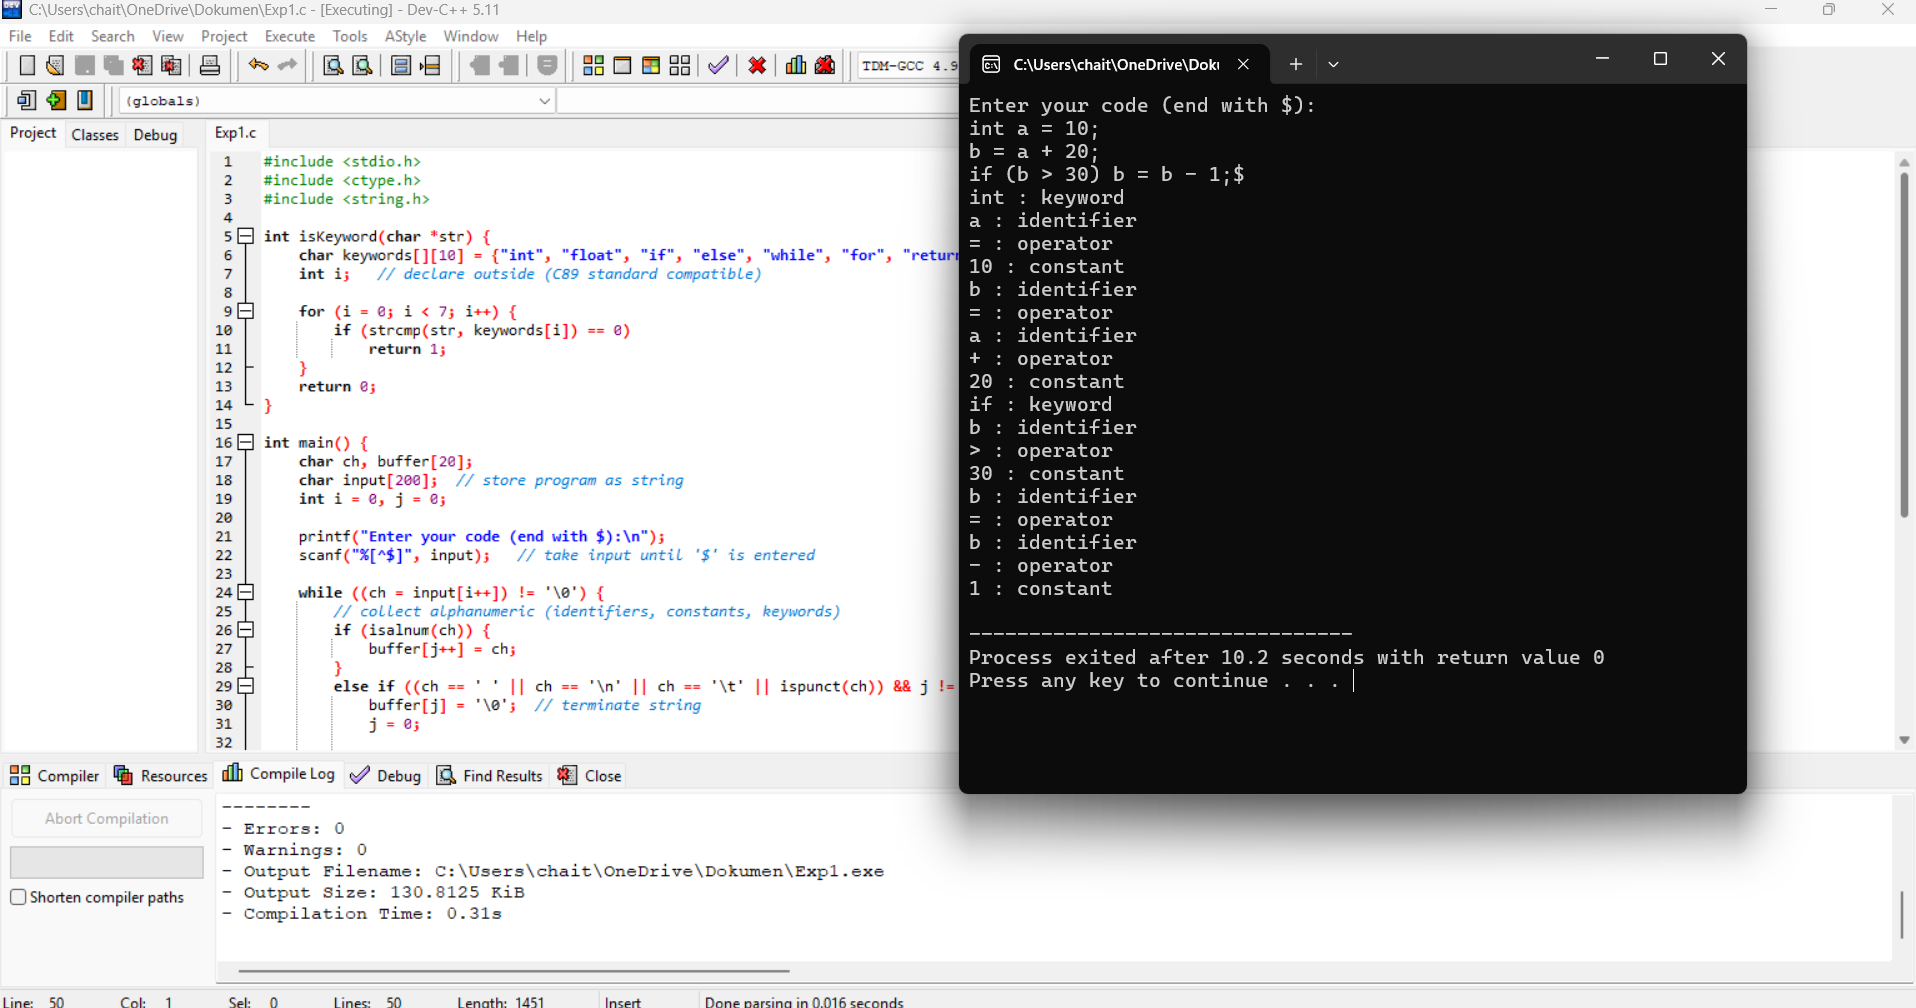 C:\Users\chait\OneDrive\Dokumen\Exp1.c - [Executing] - Dev-C++ 5.11
File Edit Search View Project Execute Tools AStyle Window Help
TDM-GCC 4.9
(globals)
Project Classes Debug
Exp1.c
1 #include <stdio.h>
2 #include <ctype.h>
3 #include <string.h>
4
5 int isKeyword(char *str) {
6 char keywords[][10] = {"int", "float", "if", "else", "while", "for", "return
7 int i; // declare outside (C89 standard compatible)
8
9 for (i = 0; i < 7; i++) {
10 if (strcmp(str, keywords[i]) == 0)
11 return 1;
12 }
13 return 0;
14 }
15
16 int main() {
17 char ch, buffer[20];
18 char input[200]; // store program as string
19 int i = 0, j = 0;
20
21 printf("Enter your code (end with $):\n");
22 scanf("%[^$]", input); // take input until '$' is entered
23
24 while ((ch = input[i++]) != '\0') {
25 // collect alphanumeric (identifiers, constants, keywords)
26 if (isalnum(ch)) {
27 buffer[j++] = ch;
28 }
29 else if ((ch == ' ' || ch == '\n' || ch == '\t' || ispunct(ch)) && j !=
30 buffer[j] = '\0'; // terminate string
31 j = 0;
32
C:\Users\chait\OneDrive\Doku
Enter your code (end with $):
int a = 10;
b = a + 20;
if (b > 30) b = b - 1;$
int : keyword
a : identifier
= : operator
10 : constant
b : identifier
= : operator
a : identifier
+ : operator
20 : constant
if : keyword
b : identifier
> : operator
30 : constant
b : identifier
= : operator
b : identifier
- : operator
1 : constant
--------------------------------
Process exited after 10.2 seconds with return value 0
Press any key to continue . . .
Compiler Resources Compile Log Debug Find Results Close
Abort Compilation
Shorten compiler paths
--------
- Errors: 0
- Warnings: 0
- Output Filename: C:\Users\chait\OneDrive\Dokumen\Exp1.exe
- Output Size: 130.8125 KiB
- Compilation Time: 0.31s
Line: 50 Col: 1 Sel: 0 Lines: 50 Length: 1451 Insert Done parsing in 0.016 seconds